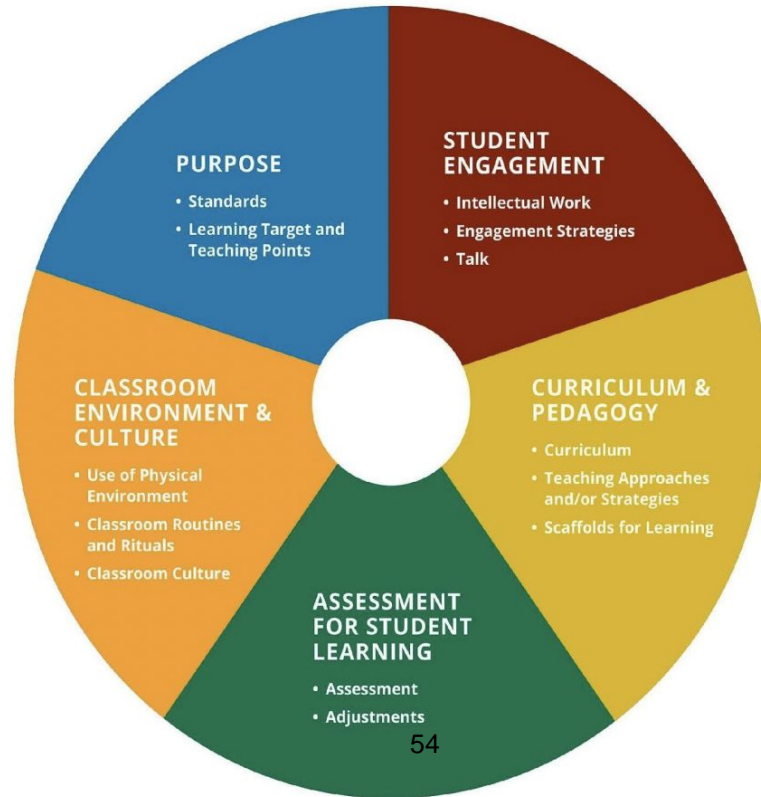 PURPOSE
• Standards
• Learning Target and
Teaching Points
STUDENT
ENGAGEMENT
• Intellectual Work
• Engagement Strategies
• Talk
CURRICULUM &
PEDAGOGY
• Curriculum
• Teaching Approaches
and/or Strategies
• Scaffolds for Learning
ASSESSMENT
FOR STUDENT
LEARNING
• Assessment
• Adjustments
CLASSROOM
ENVIRONMENT &
CULTURE
• Use of Physical
Environment
• Classroom Routines
and Rituals
• Classroom Culture
54